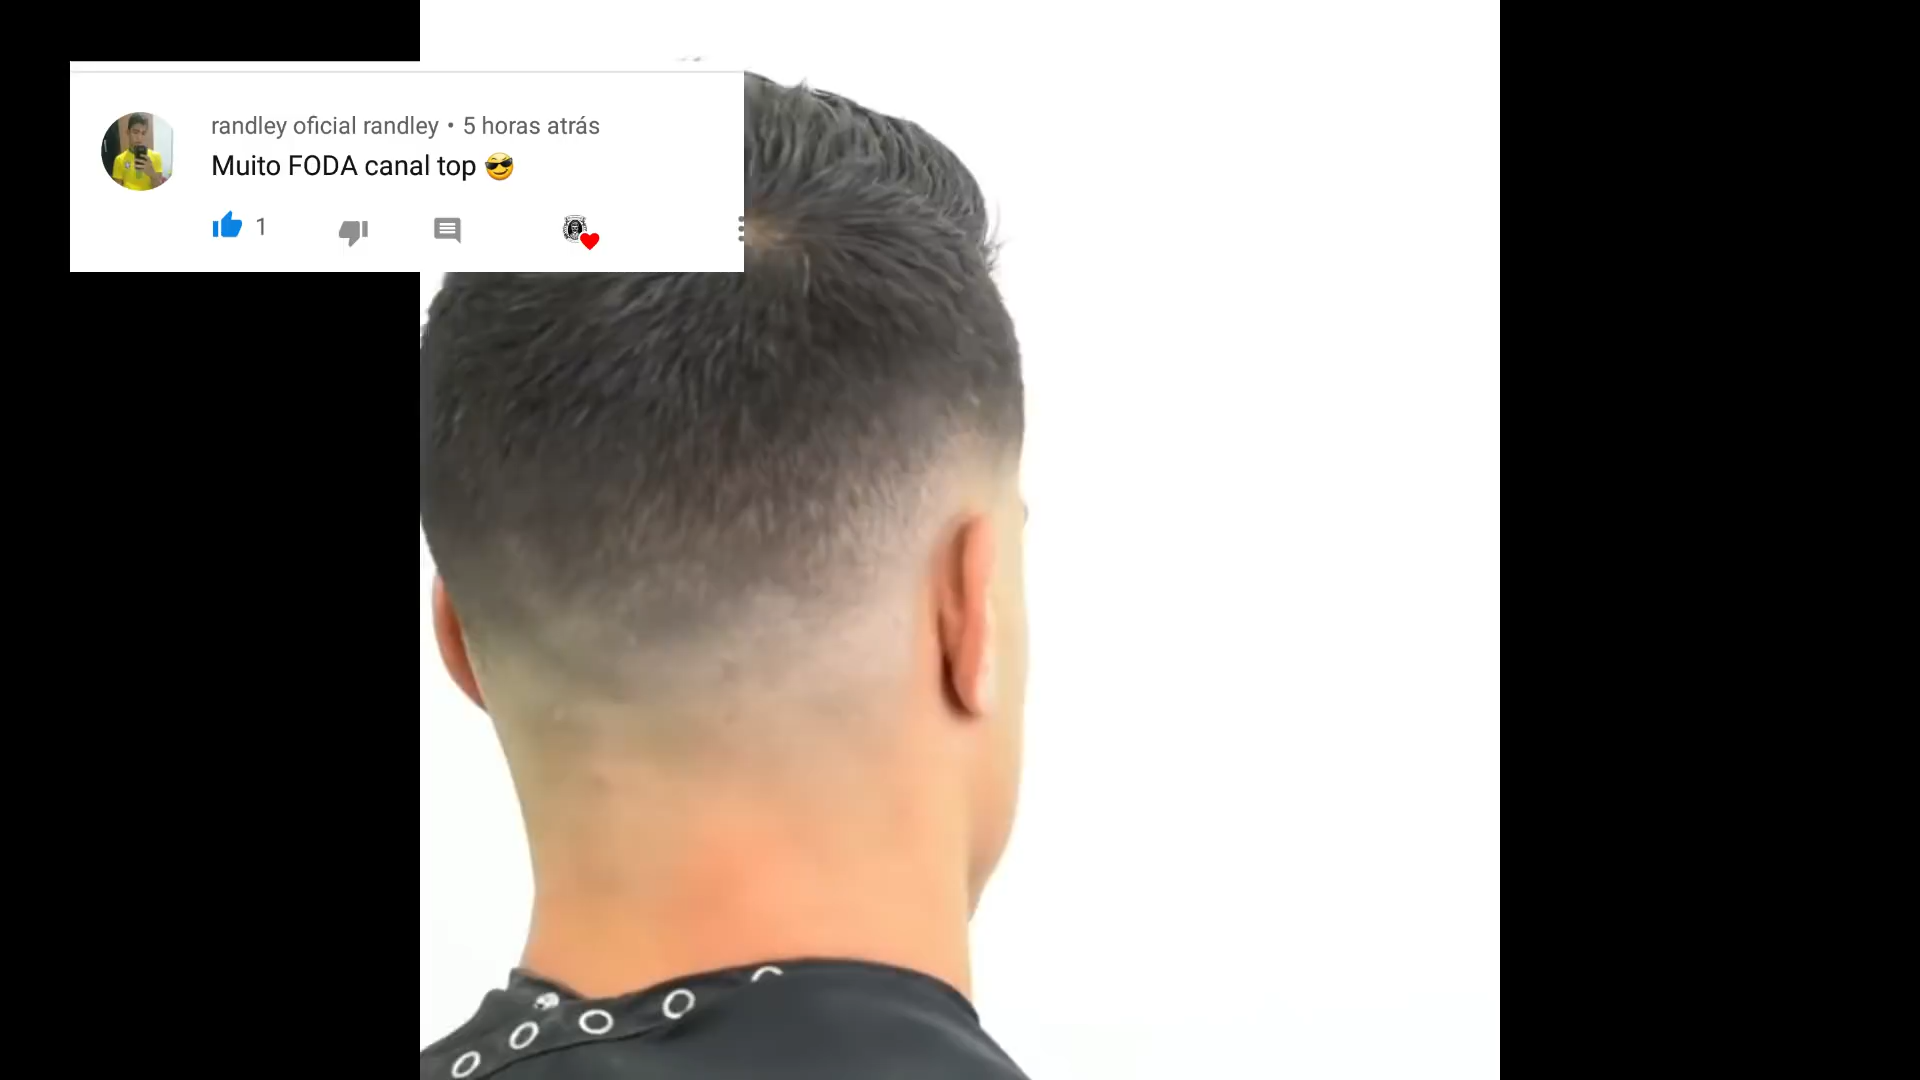 randley oficial randley • 5 horas atrás
Muito FODA canal top 😎
1